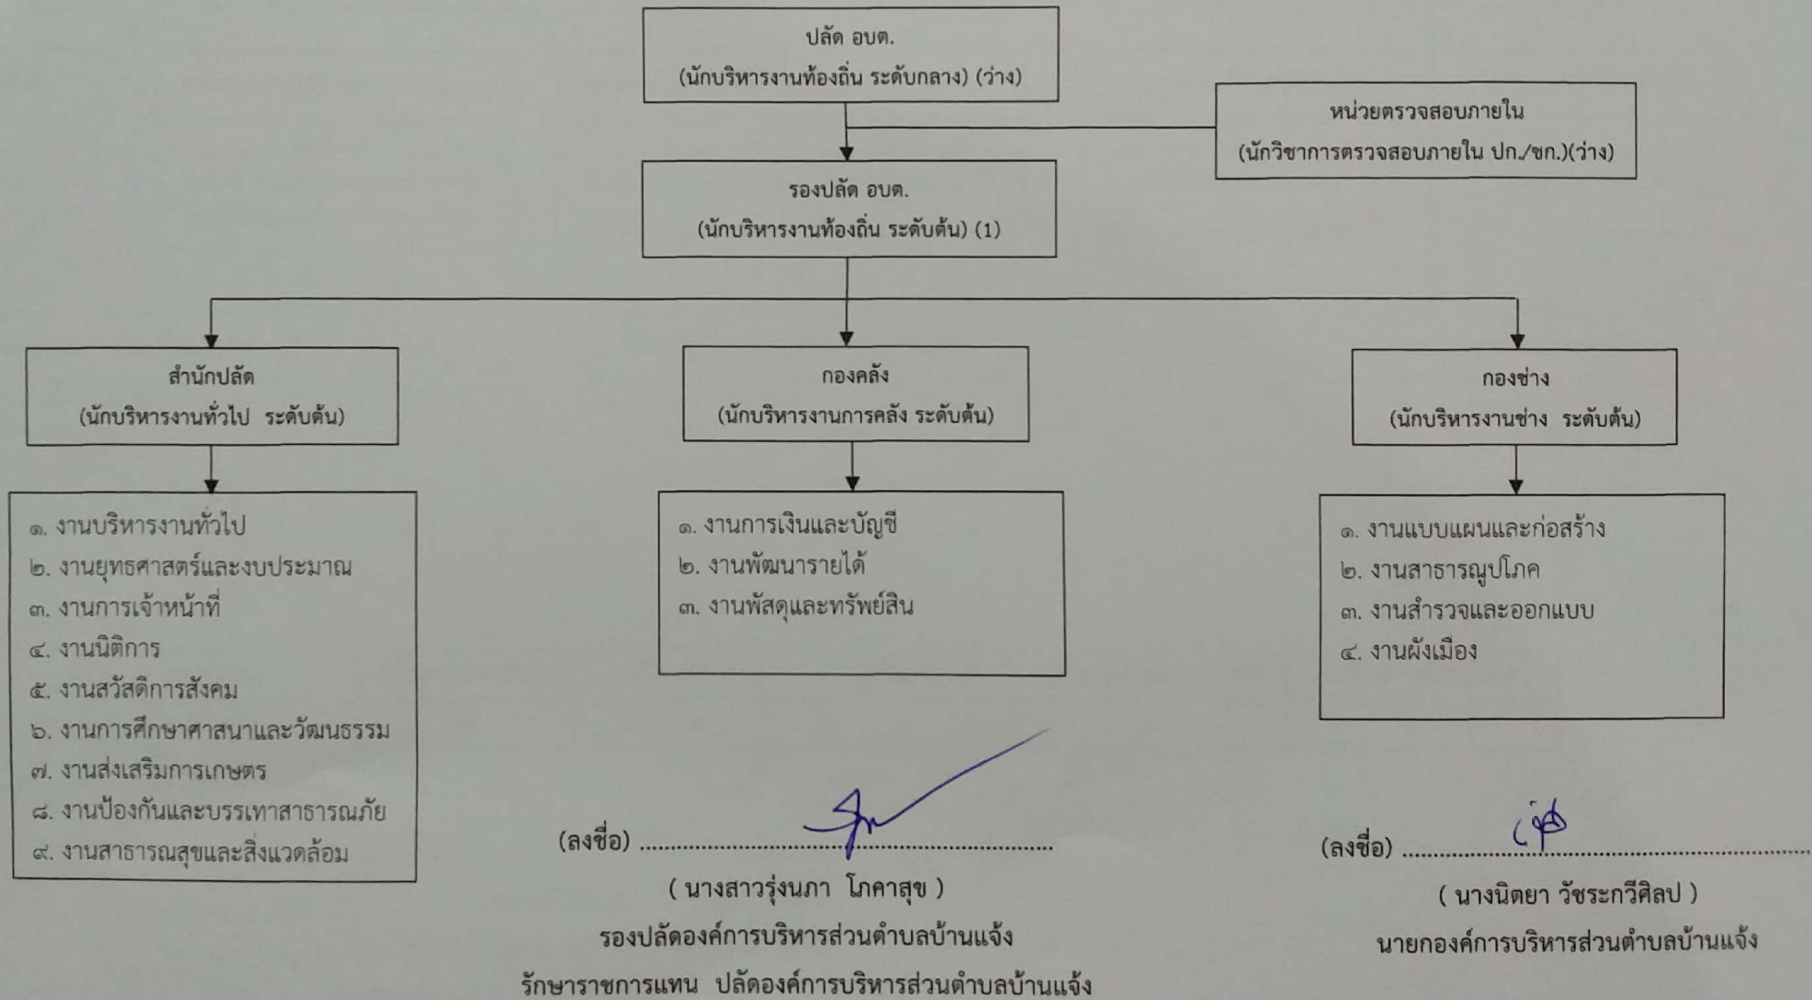 ปลัด อบต.
(นักบริหารงานท้องถิ่น ระดับกลาง) (ว่าง)
หน่วยตรวจสอบภายใน
(นักวิชาการตรวจสอบภายใน ปก./ชก.)(ว่าง)
รองปลัด อบต.
(นักบริหารงานท้องถิ่น ระดับต้น) (1)
สำนักปลัด
(นักบริหารงานทั่วไป ระดับต้น)
กองคลัง
(นักบริหารงานการคลัง ระดับต้น)
กองช่าง
(นักบริหารงานช่าง ระดับต้น)
๑. งานบริหารงานทั่วไป
๒. งานยุทธศาสตร์และงบประมาณ
๓. งานการเจ้าหน้าที่
๔. งานนิติการ
๕. งานสวัสดิการสังคม
๖. งานการศึกษาศาสนาและวัฒนธรรม
๗. งานส่งเสริมการเกษตร
๘. งานป้องกันและบรรเทาสาธารณภัย
๙. งานสาธารณสุขและสิ่งแวดล้อม
๑. งานการเงินและบัญชี
๒. งานพัฒนารายได้
๓. งานพัสดุและทรัพย์สิน
๑. งานแบบแผนและก่อสร้าง
๒. งานสาธารณูปโภค
๓. งานสำรวจและออกแบบ
๔. งานผังเมือง
(ลงชื่อ) ..........................................................
( นางสาวรุ่งนภา โภคาสุข )
รองปลัดองค์การบริหารส่วนตำบลบ้านแจ้ง
รักษาราชการแทน ปลัดองค์การบริหารส่วนตำบลบ้านแจ้ง
(ลงชื่อ) ..........................................................
( นางนิตยา วัชระกวีศิลป )
นายกองค์การบริหารส่วนตำบลบ้านแจ้ง